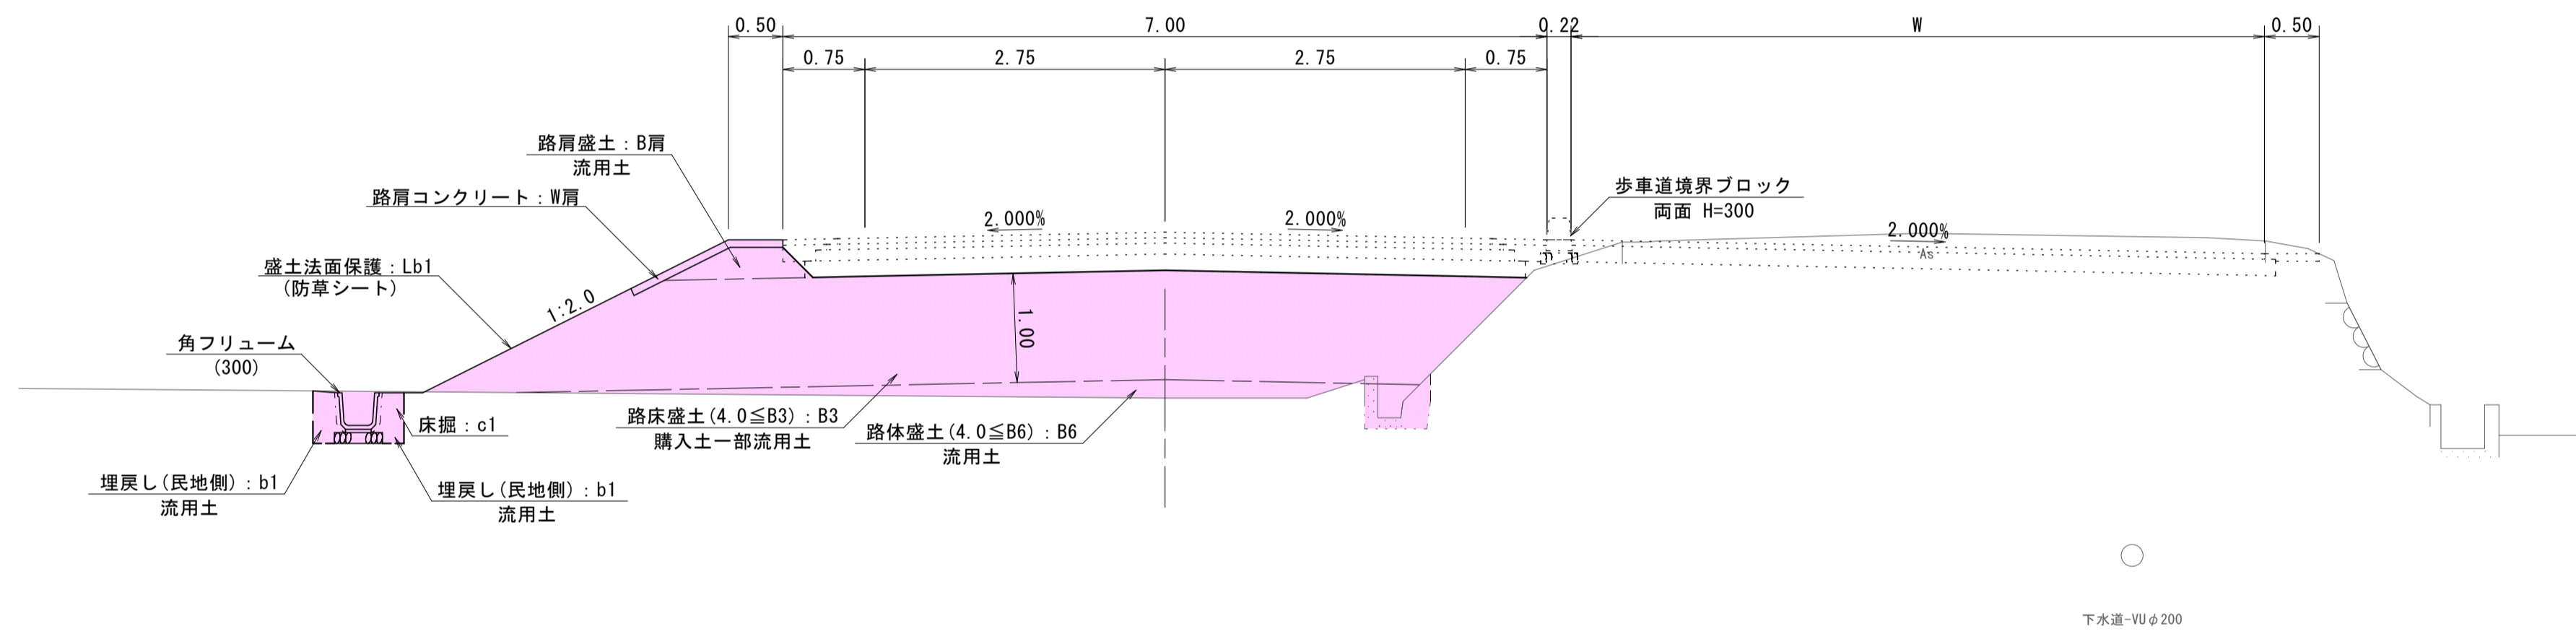 0.50
7.00
0.22
W
0.50
0.75
2.75
2.75
0.75
路肩盛土：B肩
流用土
路肩コンクリート：W肩
歩車道境界ブロック
両面 H=300
2.000%
2.000%
2.000%
As
盛土法面保護：Lb1
(防草シート)
1:2.0
1.00
角フリューム
(300)
床掘：c1
路床盛土(4.0≦B3)：B3
購入土一部流用土
路体盛土(4.0≦B6)：B6
流用土
埋戻し(民地側)：b1
流用土
埋戻し(民地側)：b1
流用土
下水道-VUφ200